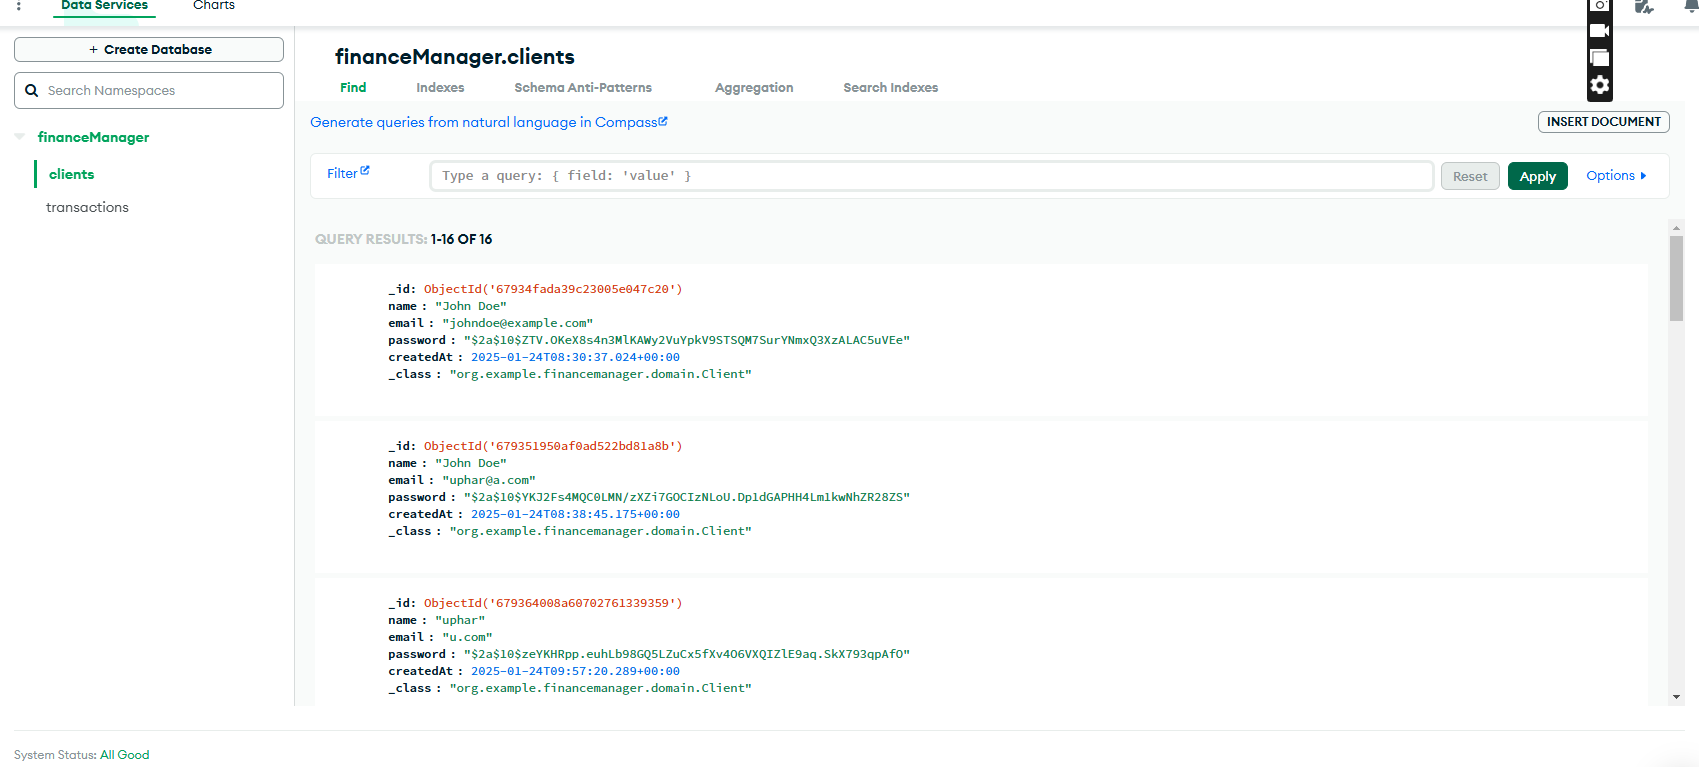 Data Services
Charts
+ Create Database
Search Namespaces
financeManager
clients
transactions
financeManager.clients
Find
Indexes
Schema Anti-Patterns
Aggregation
Search Indexes
Generate queries from natural language in Compass
INSERT DOCUMENT
Filter
Type a query: { field: 'value' }
Reset
Apply
Options
QUERY RESULTS: 1-16 OF 16
_id: ObjectId('67934fada39c23005e047c20')
name : "John Doe"
email : "johndoe@example.com"
password : "$2a$10$ZTV.OKeX8s4n3MlKAWy2VuYpkV9STSQM7SurYNmxQ3XzALAC5uVEe"
createdAt : 2025-01-24T08:30:37.024+00:00
_class : "org.example.financemanager.domain.Client"
_id: ObjectId('679351950af0ad522bd81a8b')
name : "John Doe"
email : "uphar@a.com"
password : "$2a$10$YKJ2Fs4MQC0LMN/zXZi7GOCIzNLoU.Dp1dGAPHH4Lm1kwNhZR28ZS"
createdAt : 2025-01-24T08:38:45.175+00:00
_class : "org.example.financemanager.domain.Client"
_id: ObjectId('679364008a60702761339359')
name : "uphar"
email : "u.com"
password : "$2a$10$zeYKHRpp.euhLb98GQ5LZuCx5fXv4O6VXQIZlE9aq.SkX793qpAfO"
createdAt : 2025-01-24T09:57:20.289+00:00
_class : "org.example.financemanager.domain.Client"
System Status: All Good